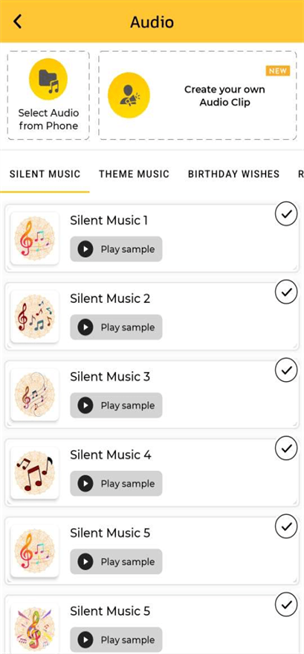 Audio
Select Audio
from Phone
NEW
Create your own
Audio Clip
SILENT MUSIC THEME MUSIC BIRTHDAY WISHES R
Silent Music 1
Play sample
Silent Music 2
Play sample
Silent Music 3
Play sample
Silent Music 4
Play sample
Silent Music 5
Play sample
Silent Music 5
Play sample